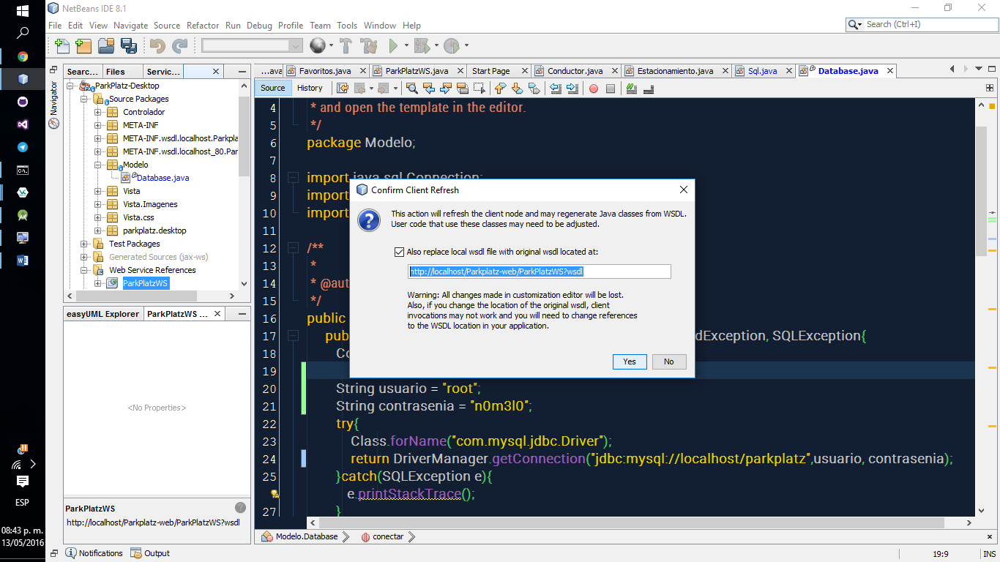 NetBeans IDE 8.1
File Edit View Navigate Source Refactor Run Debug Profile Team Tools Window Help
Search (Ctrl+I)
Searc... Files Servic...
...ava Favoritos.java ParkPlatzWS.java Start Page Conductor.java Estacionamiento.java Sql.java Database.java
Navigator
ParkPlatz-Desktop
Source Packages
Controlador
META-INF
META-INF.wsdl.localhost.Parkpla
META-INF.wsdl.localhost_80.Par
Modelo
Database.java
Vista
Vista.Imagenes
Vista.css
parkplatz.desktop
Test Packages
Generated Sources (jax-ws)
Web Service References
ParkPlatzWS
easyUML Explorer ParkPlatzWS ...
<No Properties>
ParkPlatzWS
http://localhost/Parkplatz-web/ParkPlatzWS?wsdl
Source History
4 * and open the template in the editor.
5 */
6 package Modelo;
7
8 import java.sql.Connection;
9 import
10 import
11
12 /**
13 *
14 * @aut
15 */
16 public
17 pub dException, SQLException{
18 Co
19
20 String usuario = "root";
21 String contrasenia = "n0m3l0";
22 try{
23 Class.forName("com.mysql.jdbc.Driver");
24 return DriverManager.getConnection("jdbc:mysql://localhost/parkplatz",usuario, contrasenia);
25 }catch(SQLException e){
e.printStackTrace();
27 }
Confirm Client Refresh
This action will refresh the client node and may regenerate Java classes from WSDL.
User code that use these classes may need to be adjusted.
Also replace local wsdl file with original wsdl located at:
http://localhost/Parkplatz-web/ParkPlatzWS?wsdl
Warning: All changes made in customization editor will be lost.
Also, if you change the location of the original wsdl, client
invocations may not work and you will need to change references
to the WSDL location in your application.
Yes No
Modelo.Database conectar
Notifications Output
19:9 INS
ESP
08:43 p. m.
13/05/2016